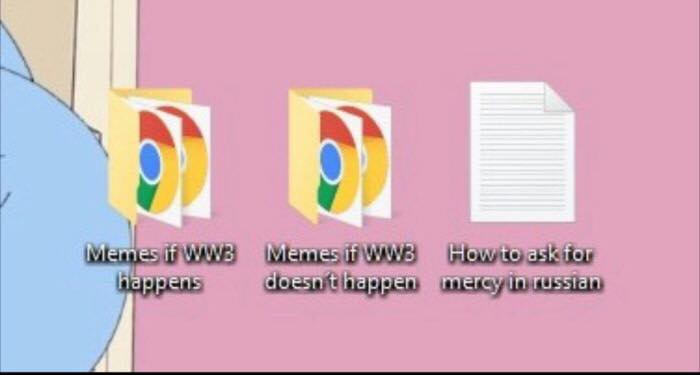 Memes if WW3
happens
Memes if WW3
doesn't happen
How to ask for
mercy in russian